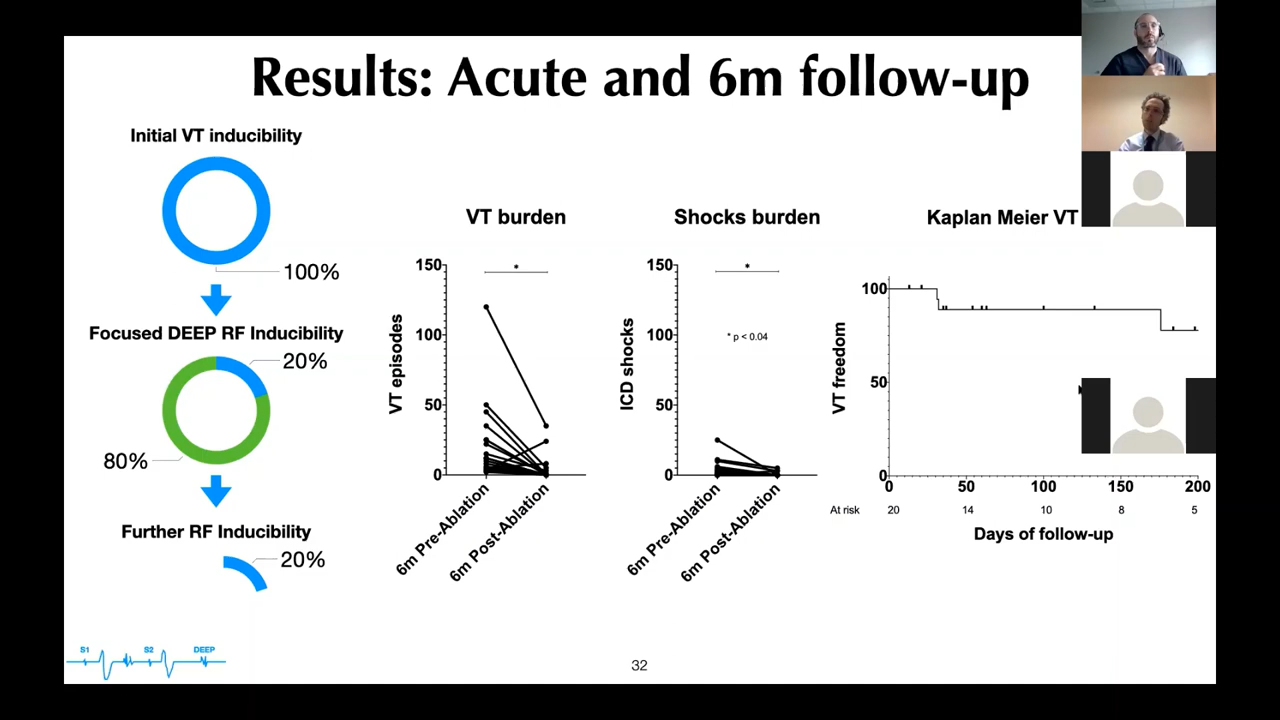 Results: Acute and 6m follow-up
Initial VT inducibility
100%
Focused DEEP RF Inducibility
20%
80%
Further RF Inducibility
20%
S1 S2 DEEP
VT burden
VT episodes
150
100
50
0
*
6m Pre-Ablation
6m Post-Ablation
Shocks burden
ICD shocks
150
100
50
0
*
* p < 0.04
6m Pre-Ablation
6m Post-Ablation
Kaplan Meier VT
VT freedom
100
50
0
0 50 100 150 200
At risk 20 14 10 8 5
Days of follow-up
32